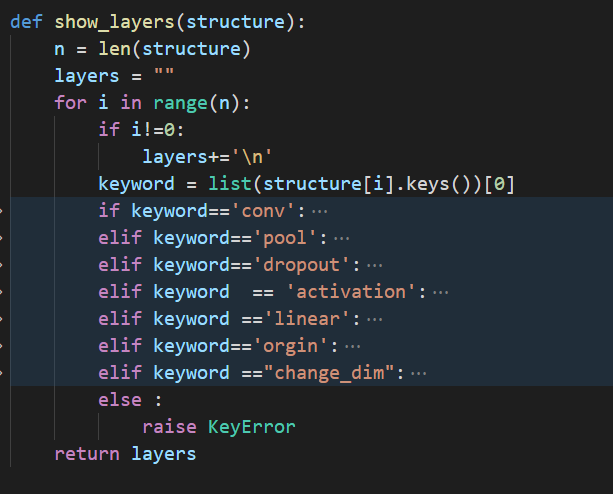 def show_layers(structure):
    n = len(structure)
    layers = ""
    for i in range(n):
        if i!=0:
            layers+='\n'
        keyword = list(structure[i].keys())[0]
        if keyword=='conv':···
        elif keyword=='pool':···
        elif keyword=='dropout':···
        elif keyword  == 'activation':···
        elif keyword =='linear':···
        elif keyword=='orgin':···
        elif keyword =="change_dim":···
        else :
            raise KeyError
    return layers